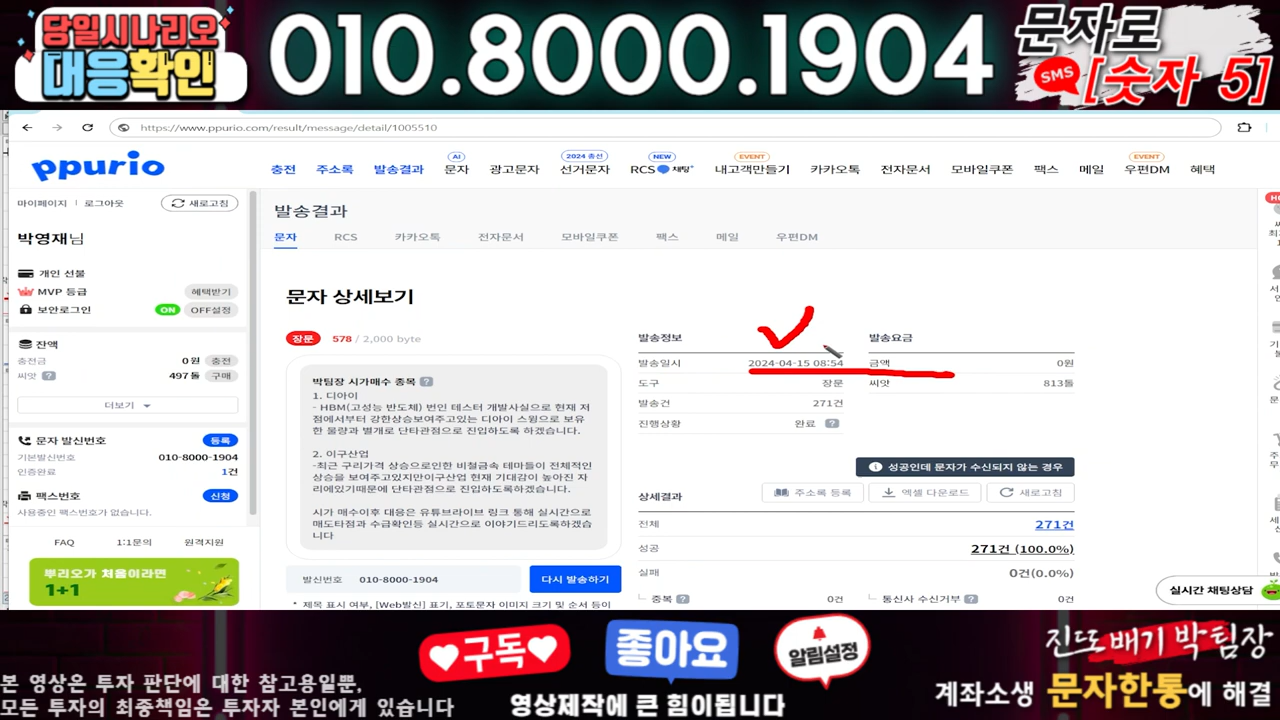 당일시나리오
대응확인
010.8000.1904
문자로
SMS [숫자 5]
https://www.ppurio.com/result/message/detail/1005510
ppurio
충전 주소록 발송결과 AI 문자 광고문자 2024 총선 선거문자 NEW RCS 채팅+ EVENT 내고객만들기 카카오톡 전자문서 모바일쿠폰 팩스 메일 EVENT 우편DM 혜택
마이페이지 | 로그아웃 새로고침
박영재님
개인 선불
MVP 등급 혜택받기
보안로그인 ON OFF설정
잔액
충전금 0원 충전
씨앗 ? 497톨 구매
더보기
문자 발신번호 등록
기본발신번호 010-8000-1904
인증완료 1건
팩스번호 신청
사용중인 팩스번호가 없습니다.
FAQ 1:1문의 원격지원
뿌리오가 처음이라면
1+1
발송결과
문자 RCS 카카오톡 전자문서 모바일쿠폰 팩스 메일 우편DM
문자 상세보기
장문 578 / 2,000 byte
박팀장 시가매수 종목 ?
1. 디아이
- HBM(고성능 반도체) 번인 테스터 개발사실으로 현재 저
점에서부터 강한상승보여주고있는 디아이 스윙으로 보유
한 물량과 별개로 단타관점으로 진입하도록 하겠습니다.
2. 이구산업
-최근 구리가격 상승으로인한 비철금속 테마들이 전체적인
상승을 보여주고있지만이구산업 현재 기대감이 높아진 자
리에있기때문에 단타관점으로 진입하도록하겠습니다.
시가 매수이후 대응은 유튜브라이브 링크 통해 실시간으로
매도타점과 수급확인등 실시간으로 이야기드리도록하겠습
니다
발신번호 010-8000-1904 다시 발송하기
* 제목 표시 여부, [Web발신] 표기, 포토문자 이미지 크기 및 순서 등이
발송정보
발송일시 2024-04-15 08:54
도구 장문
발송건 271건
진행상황 완료 ?
발송요금
금액 0원
씨앗 813톨
성공인데 문자가 수신되지 않는 경우
상세결과 주소록 등록 엑셀 다운로드 새로고침
전체 271건
성공 271건 (100.0%)
실패 0건(0.0%)
중복 ? 0건 통신사 수신거부 ? 0건
실시간 채팅상담
구독 좋아요 알림설정
영상제작에 큰 힘이됩니다
본 영상은 투자 판단에 대한 참고용일뿐,
모든 투자의 최종책임은 투자자 본인에게 있습니다
진또배기 박팀장
계좌소생 문자한통에 해결